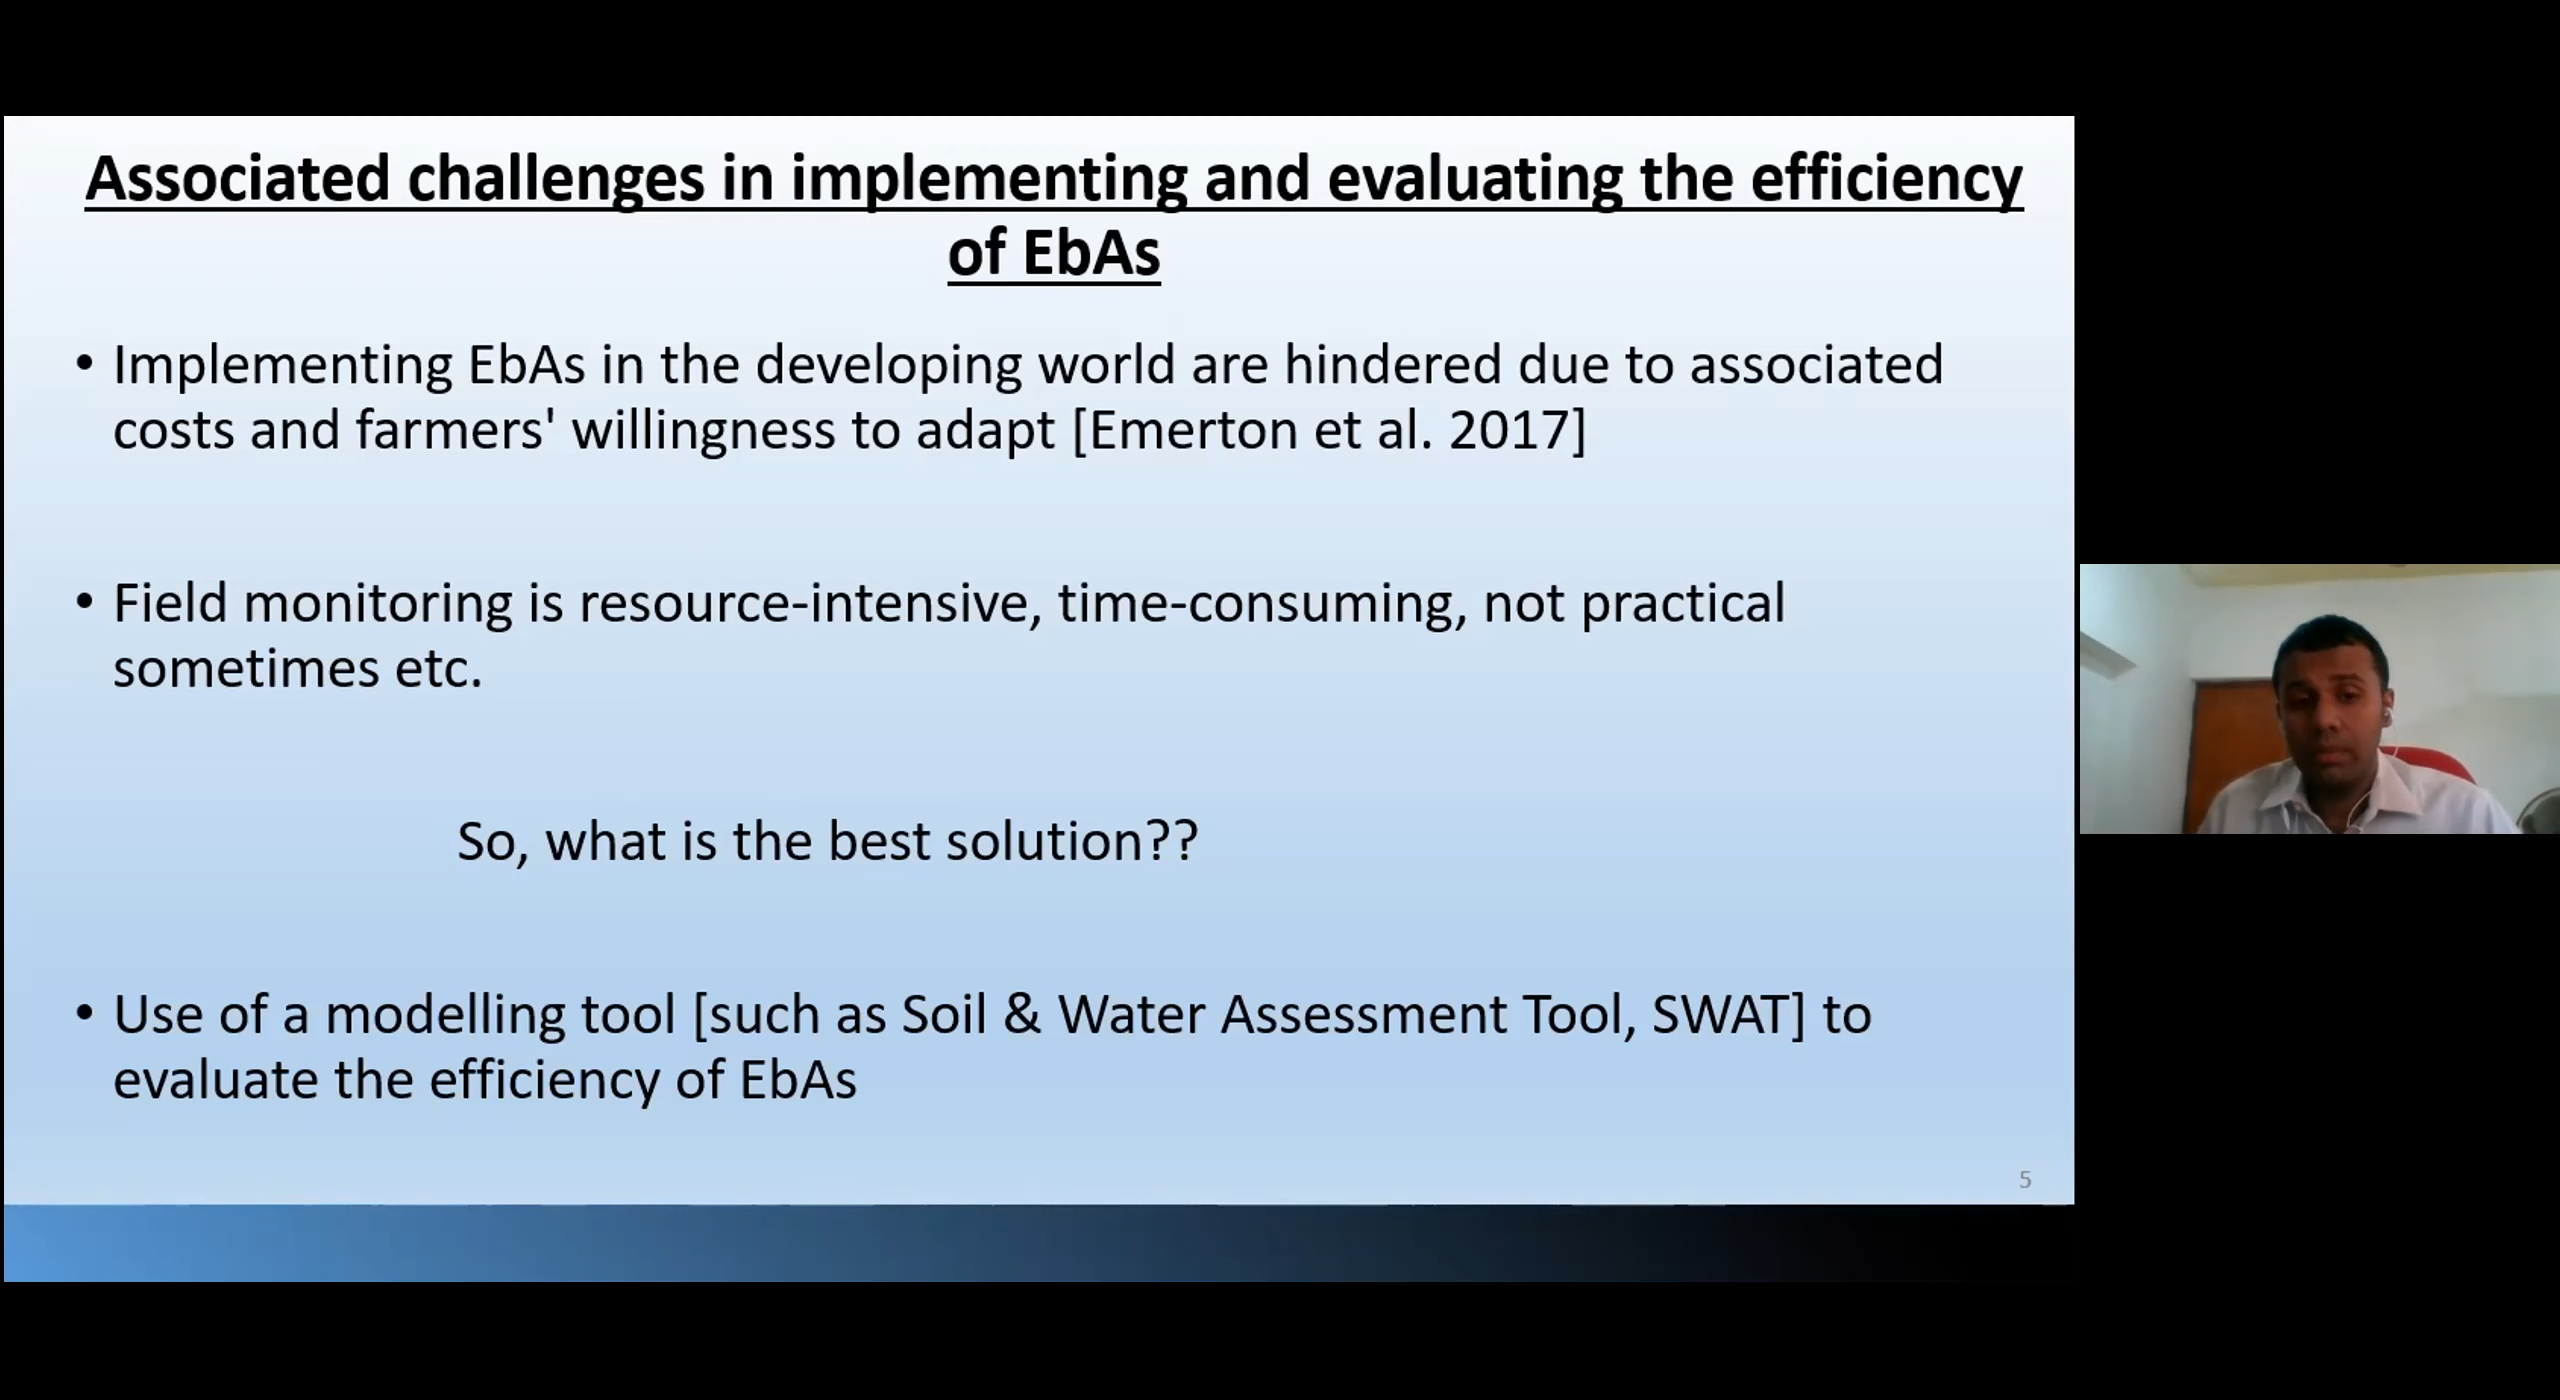 Associated challenges in implementing and evaluating the efficiency
of EbAs
• Implementing EbAs in the developing world are hindered due to associated
costs and farmers' willingness to adapt [Emerton et al. 2017]
• Field monitoring is resource-intensive, time-consuming, not practical
sometimes etc.
So, what is the best solution??
• Use of a modelling tool [such as Soil & Water Assessment Tool, SWAT] to
evaluate the efficiency of EbAs
5